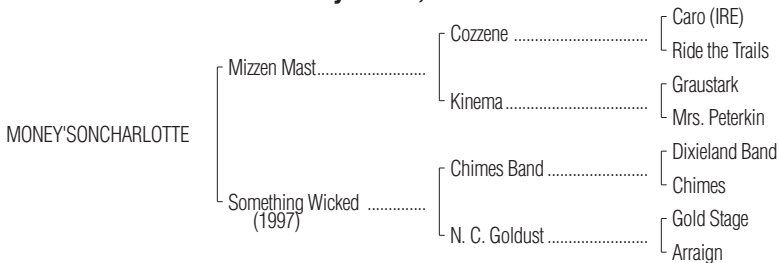 Caro (IRE)
Cozzene ..................................
Ride the Trails
Mizzen Mast...........................
Graustark
Kinema....................................
Mrs. Peterkin
MONEY'SONCHARLOTTE
Dixieland Band
Chimes Band .........................
Chimes
Something Wicked ..............
(1997)
Gold Stage
N. C. Goldust .........................
Arraign